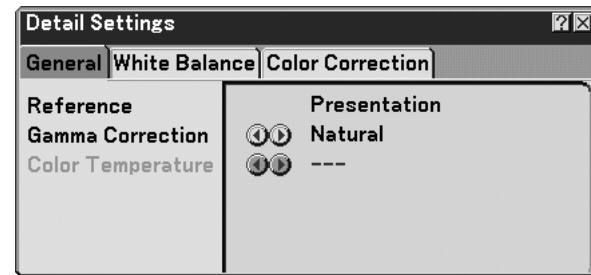 Detail Settings ? X
General White Balance Color Correction
Reference Presentation
Gamma Correction Natural
Color Temperature ---